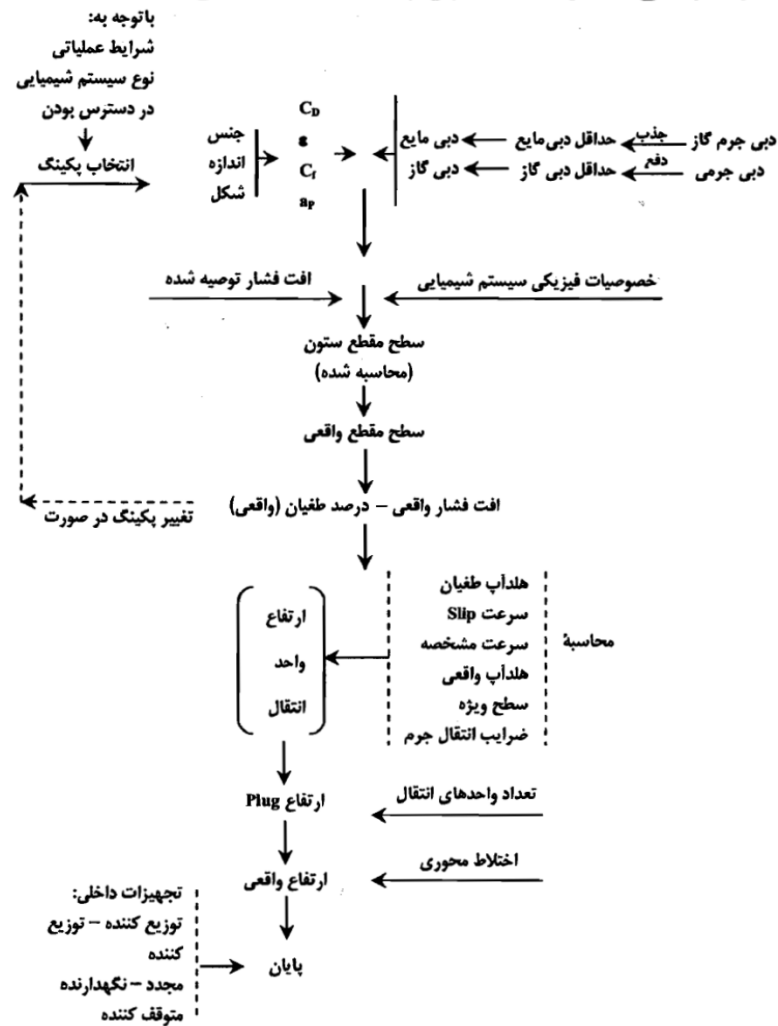 باتوجه به:
شرایط عملیاتی
نوع سیستم شیمیایی
در دسترس بودن
انتخاب پکینگ
جنس
اندازه
شکل
C_D
ε
C_f
a_P
دبی جرم گاز جذب حداقل دبی مایع دبی مایع
دبی جرمی دفع حداقل دبی گاز دبی گاز
خصوصیات فیزیکی سیستم شیمیایی
افت فشار توصیه شده
سطح مقطع ستون
(محاسبه شده)
سطح مقطع واقعی
افت فشار واقعی – درصد طغیان (واقعی)
تغییر پکینگ در صورت
محاسبۀ
هلدآپ طغیان
سرعت Slip
سرعت مشخصه
هلدآپ واقعی
سطح ویژه
ضرایب انتقال جرم
ارتفاع
واحد
انتقال
تعداد واحدهای انتقال
ارتفاع Plug
اختلاط محوری
ارتفاع واقعی
تجهیزات داخلی:
توزیع کننده – توزیع
کننده
مجدد – نگهدارنده
متوقف کننده
پایان